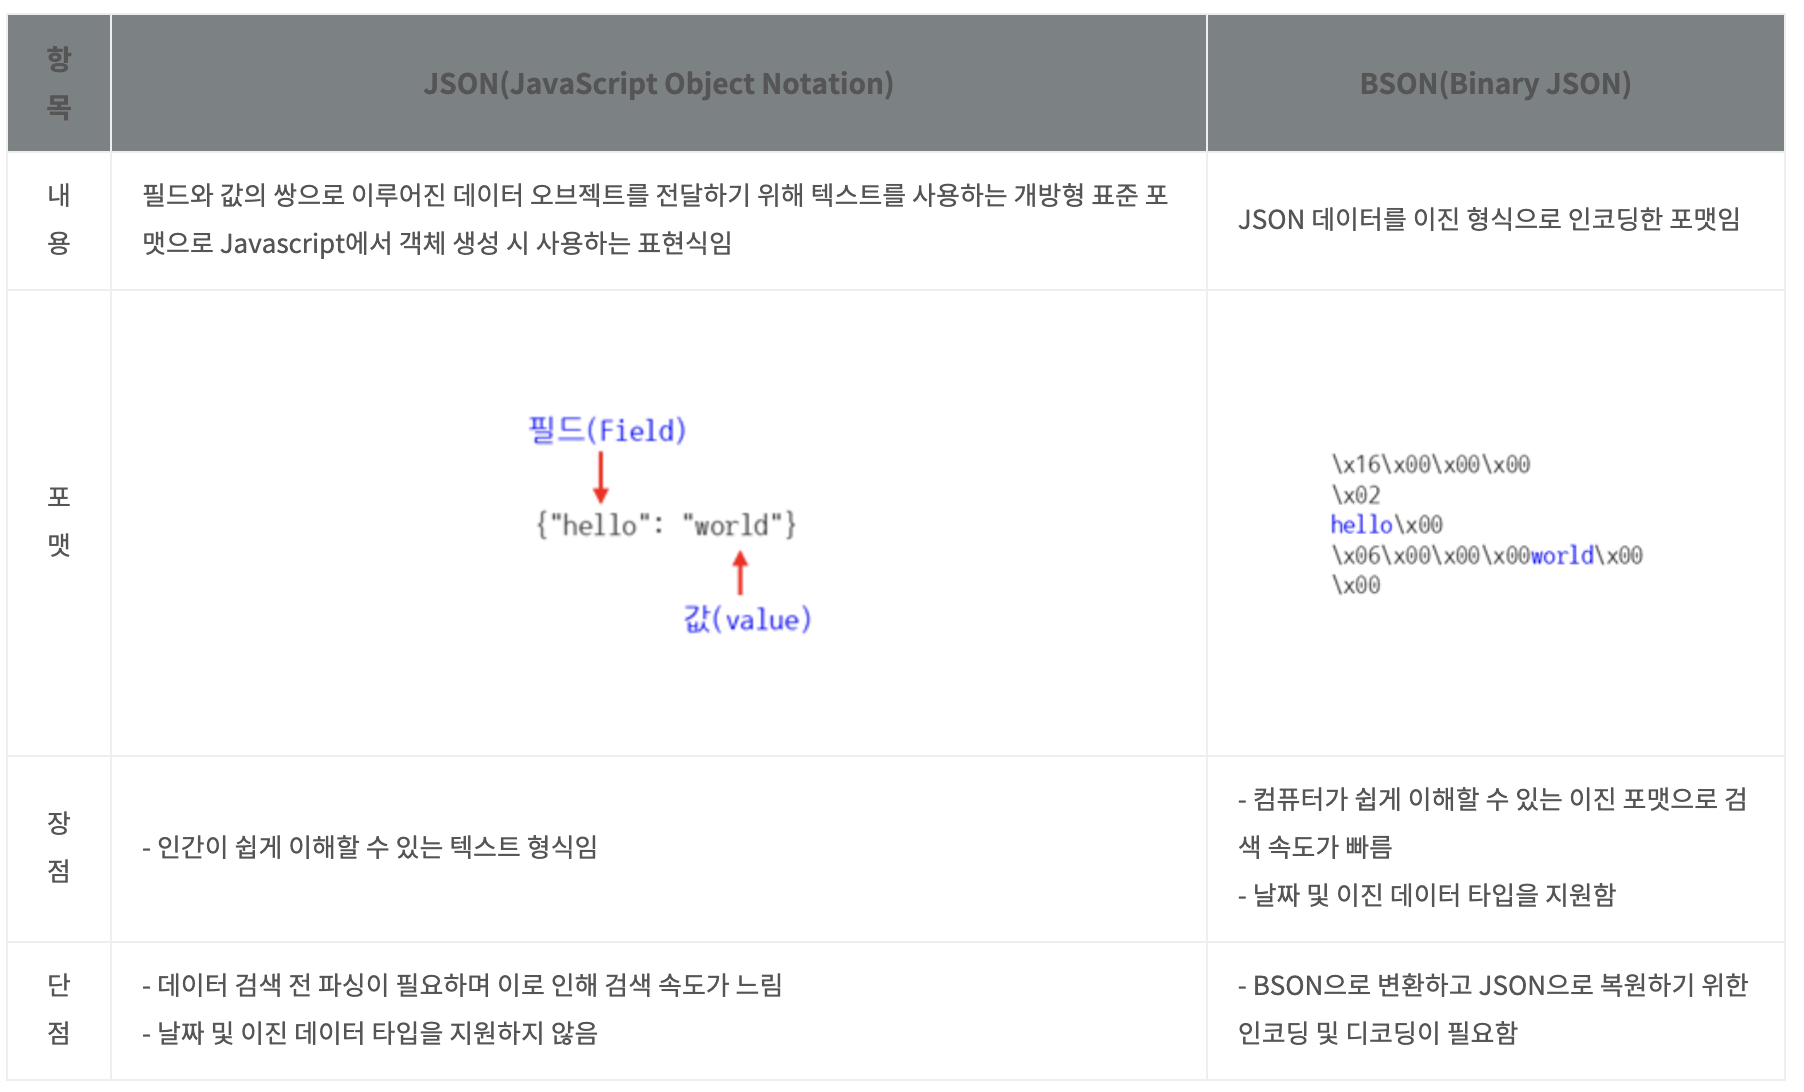 항
목
JSON(JavaScript Object Notation)
BSON(Binary JSON)
내
용
필드와 값의 쌍으로 이루어진 데이터 오브젝트를 전달하기 위해 텍스트를 사용하는 개방형 표준 포
맷으로 Javascript에서 객체 생성 시 사용하는 표현식임
JSON 데이터를 이진 형식으로 인코딩한 포맷임
포
맷
필드(Field)
{"hello": "world"}
값(value)
\x16\x00\x00\x00
\x02
hello\x00
\x06\x00\x00\x00world\x00
\x00
장
점
- 인간이 쉽게 이해할 수 있는 텍스트 형식임
- 컴퓨터가 쉽게 이해할 수 있는 이진 포맷으로 검
색 속도가 빠름
- 날짜 및 이진 데이터 타입을 지원함
단
점
- 데이터 검색 전 파싱이 필요하며 이로 인해 검색 속도가 느림
- 날짜 및 이진 데이터 타입을 지원하지 않음
- BSON으로 변환하고 JSON으로 복원하기 위한
인코딩 및 디코딩이 필요함